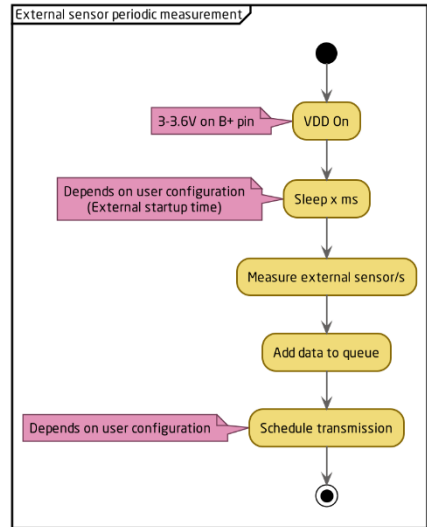 External sensor periodic measurement
3-3.6V on B+ pin
VDD On
Depends on user configuration
(External startup time)
Sleep x ms
Measure external sensor/s
Add data to queue
Depends on user configuration
Schedule transmission